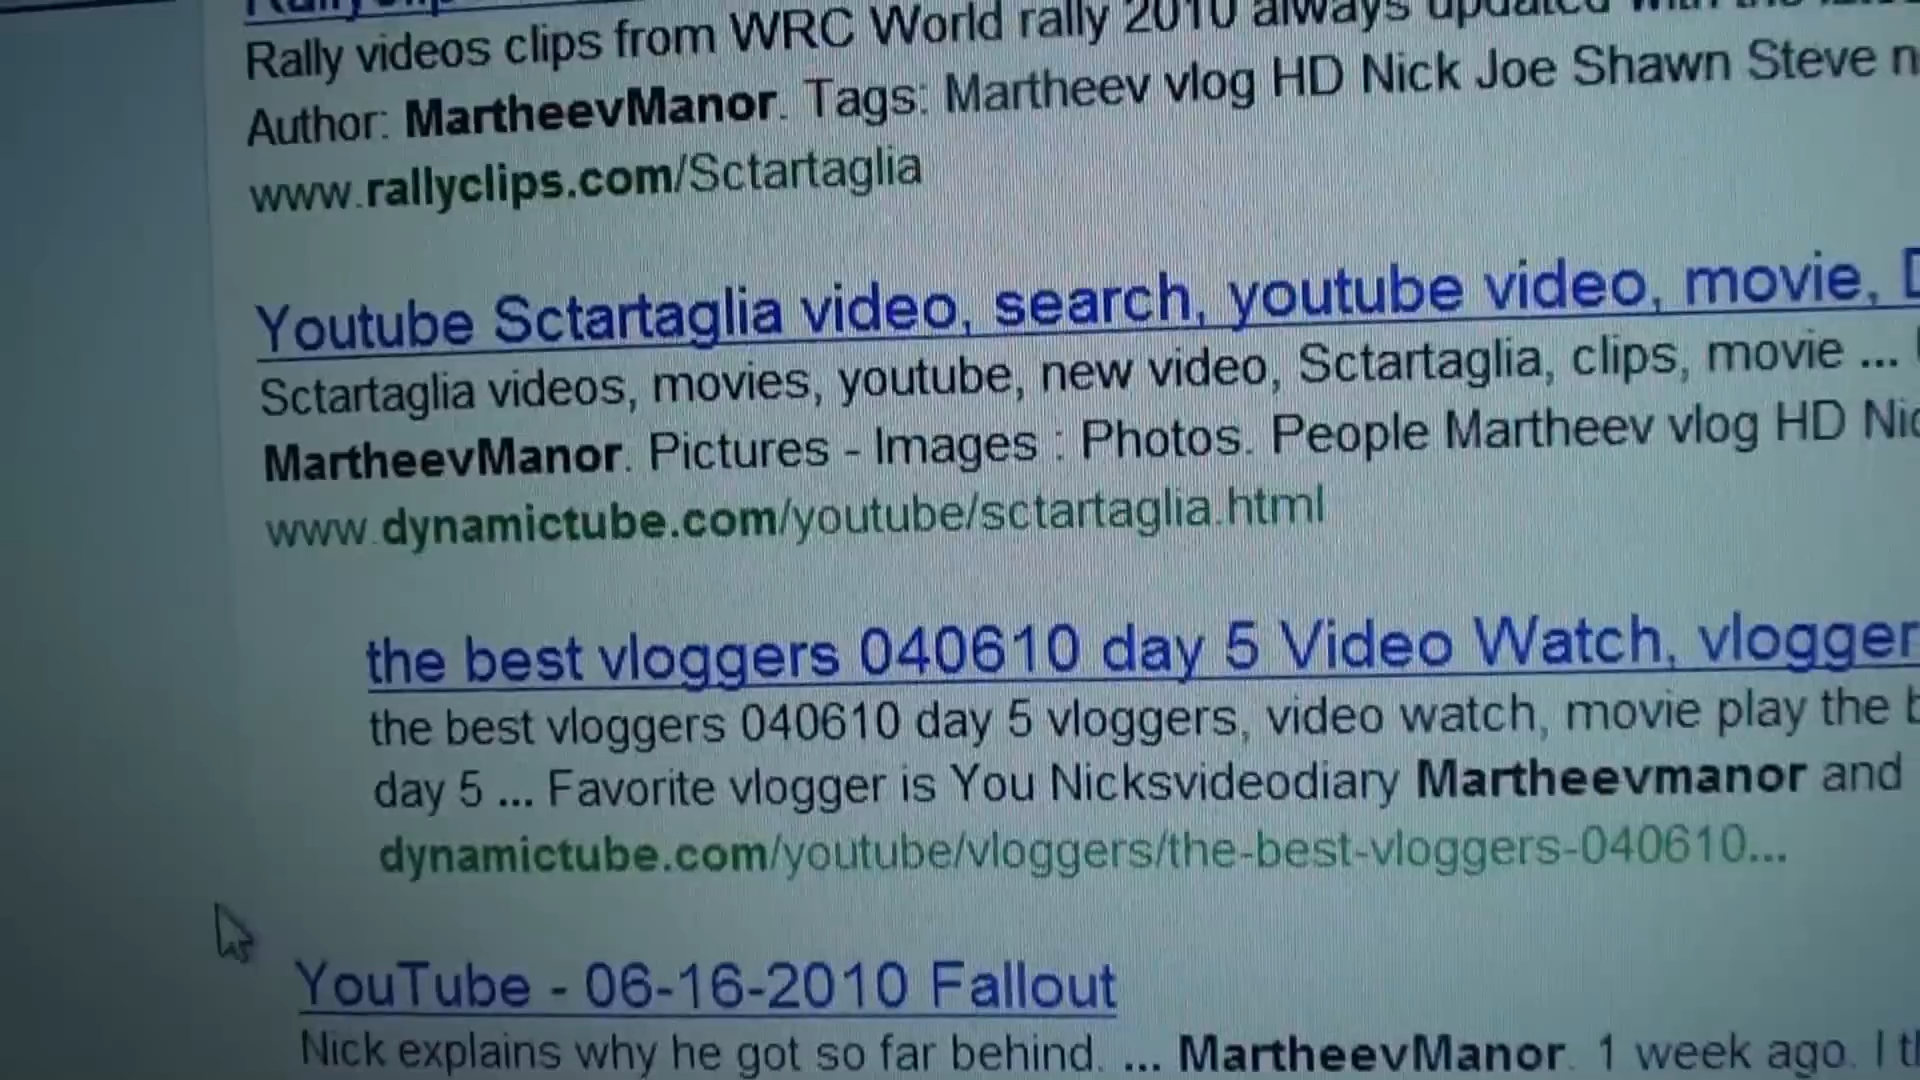 Rallyclip
Rally videos clips from WRC World rally 2010 always updated with the
Author: MartheevManor. Tags: Martheev vlog HD Nick Joe Shawn Steve
www.rallyclips.com/Sctartaglia
Youtube Sctartaglia video, search, youtube video, movie,
Sctartaglia videos, movies, youtube, new video, Sctartaglia, clips, movie ...
MartheevManor. Pictures - Images : Photos. People Martheev vlog HD
www.dynamictube.com/youtube/sctartaglia.html
the best vloggers 040610 day 5 Video Watch, vlogger
the best vloggers 040610 day 5 vloggers, video watch, movie play the
day 5 ... Favorite vlogger is You Nicksvideodiary Martheevmanor and
dynamictube.com/youtube/vloggers/the-best-vloggers-040610...
YouTube - 06-16-2010 Fallout
Nick explains why he got so far behind. ... MartheevManor. 1 week ago. I